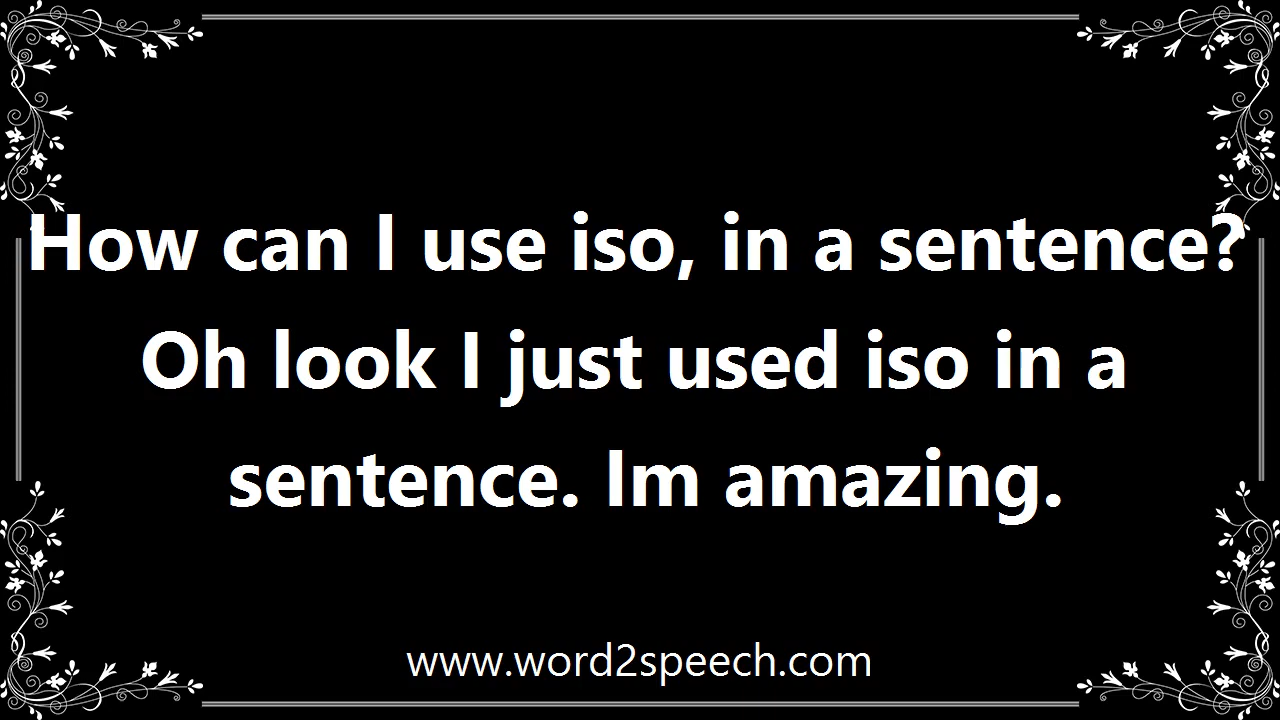 How can I use iso, in a sentence?
Oh look I just used iso in a
sentence. Im amazing.
www.word2speech.com